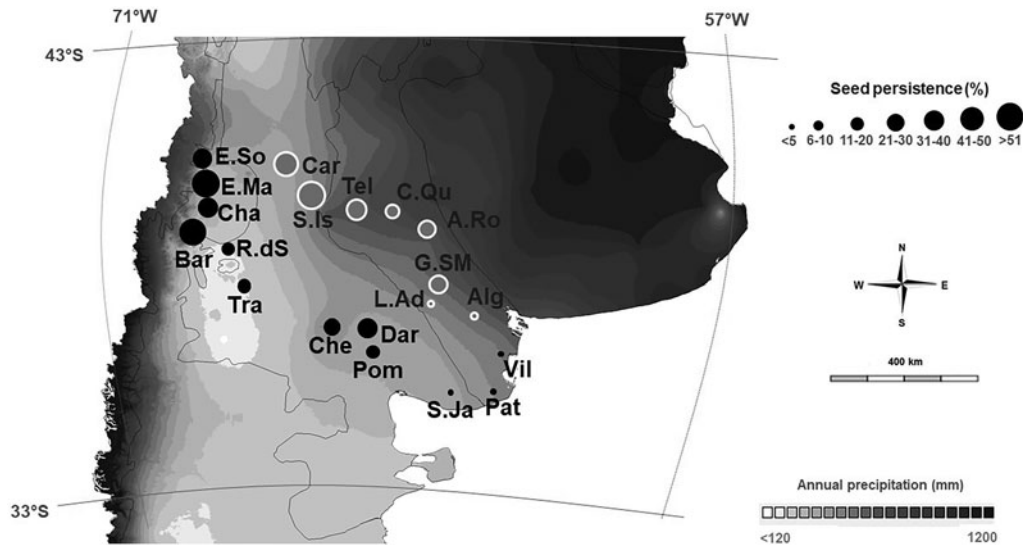 71°W
57°W
43°S
Seed persistence (%)
<5 6-10 11-20 21-30 31-40 41-50 >51
E.So
Car
E.Ma
Tel
C.Qu
Cha
S.Is
A.Ro
Bar
R.dS
G.SM
N
W E
S
Tra
L.Ad
Alg
Che
Dar
Pom
Vil
400 km
S.Ja
Pat
Annual precipitation (mm)
33°S
<120 1200